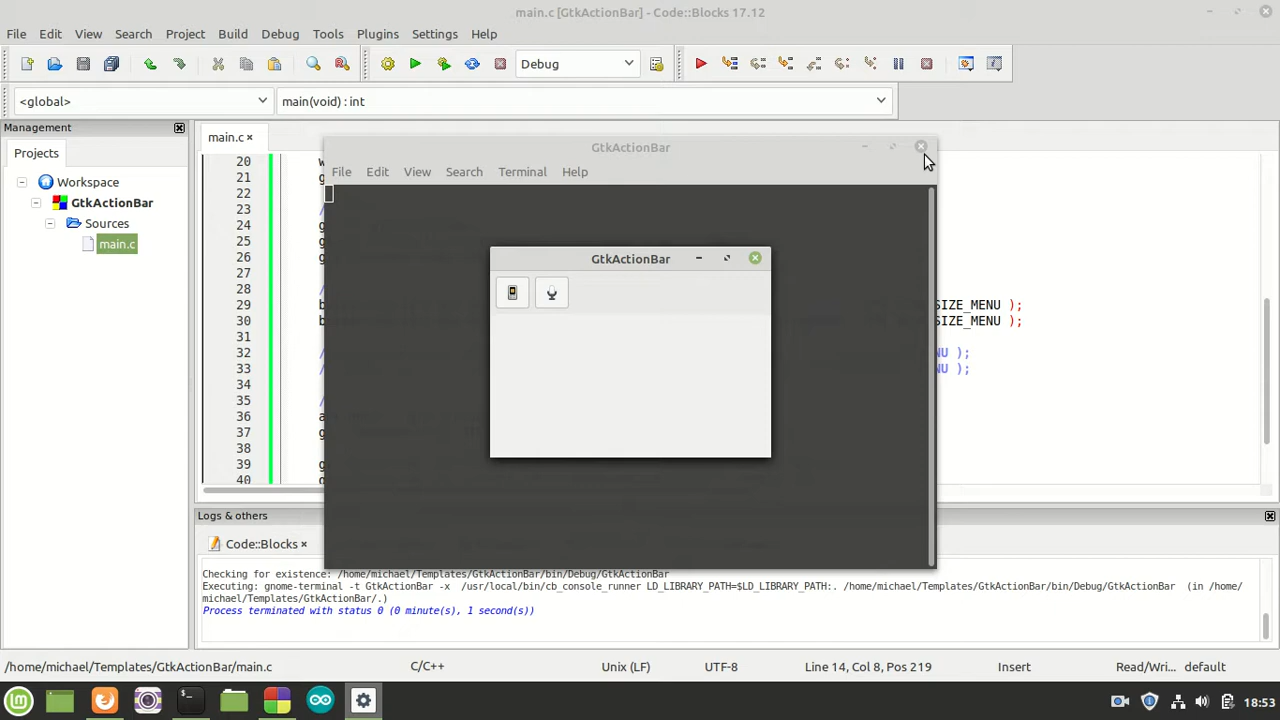 main.c [GtkActionBar] - Code::Blocks 17.12
File Edit View Search Project Build Debug Tools Plugins Settings Help
Debug
<global> main(void) : int
Management
Projects
Workspace
GtkActionBar
Sources
main.c
main.c
GtkActionBar
File Edit View Search Terminal Help
GtkActionBar
20
21 g
22
23 /
24 g
25 g
26 g
27
28 /
29 b SIZE_MENU );
30 b SIZE_MENU );
31
32 / NU );
33 / NU );
34
35 /
36 a
37 g
38
39 g
40
Logs & others
Code::Blocks
Checking for existence: /home/michael/Templates/GtkActionBar/bin/Debug/GtkActionBar
Executing: gnome-terminal -t GtkActionBar -x /usr/local/bin/cb_console_runner LD_LIBRARY_PATH=$LD_LIBRARY_PATH:. /home/michael/Templates/GtkActionBar/bin/Debug/GtkActionBar (in /home/
michael/Templates/GtkActionBar/.)
Process terminated with status 0 (0 minute(s), 1 second(s))
/home/michael/Templates/GtkActionBar/main.c C/C++ Unix (LF) UTF-8 Line 14, Col 8, Pos 219 Insert Read/Wri... default
18:53